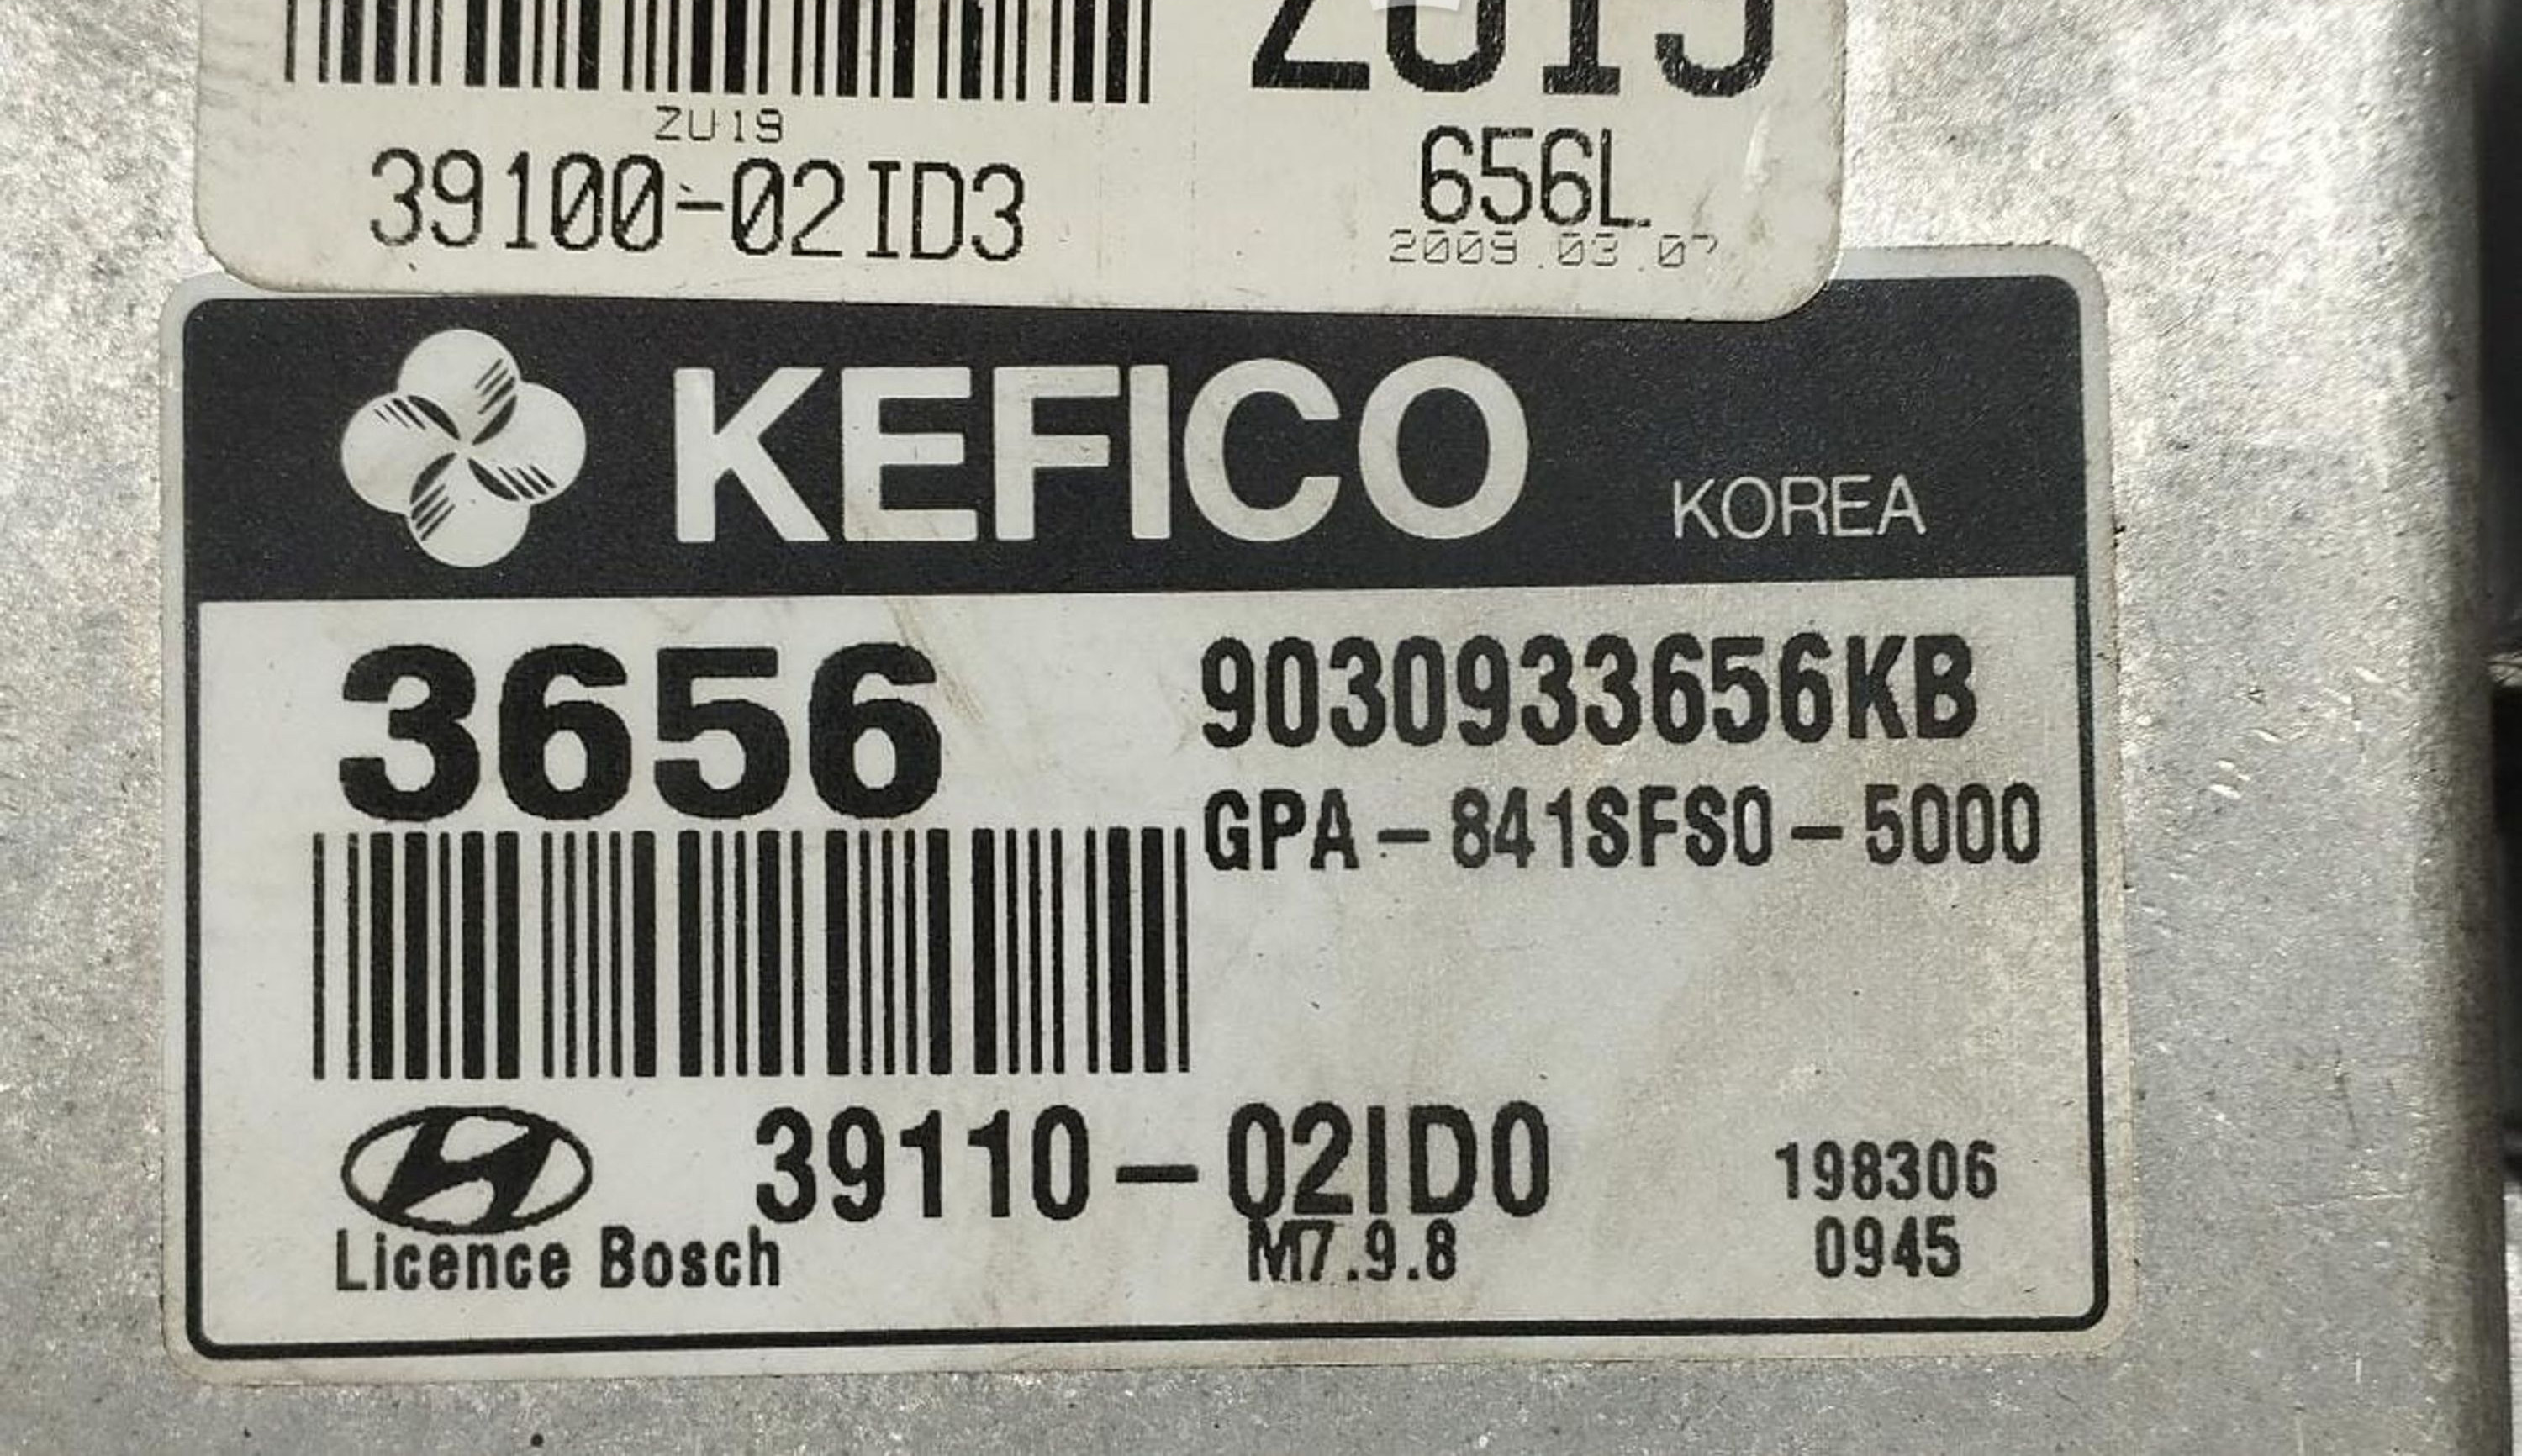 ZU19
ZU19
39100-02ID3
656L
2009.03.07
KEFICO
KOREA
3656
9030933656KB
GPA-841SFS0-5000
39110-02ID0
198306
Licence Bosch
M7.9.8
0945